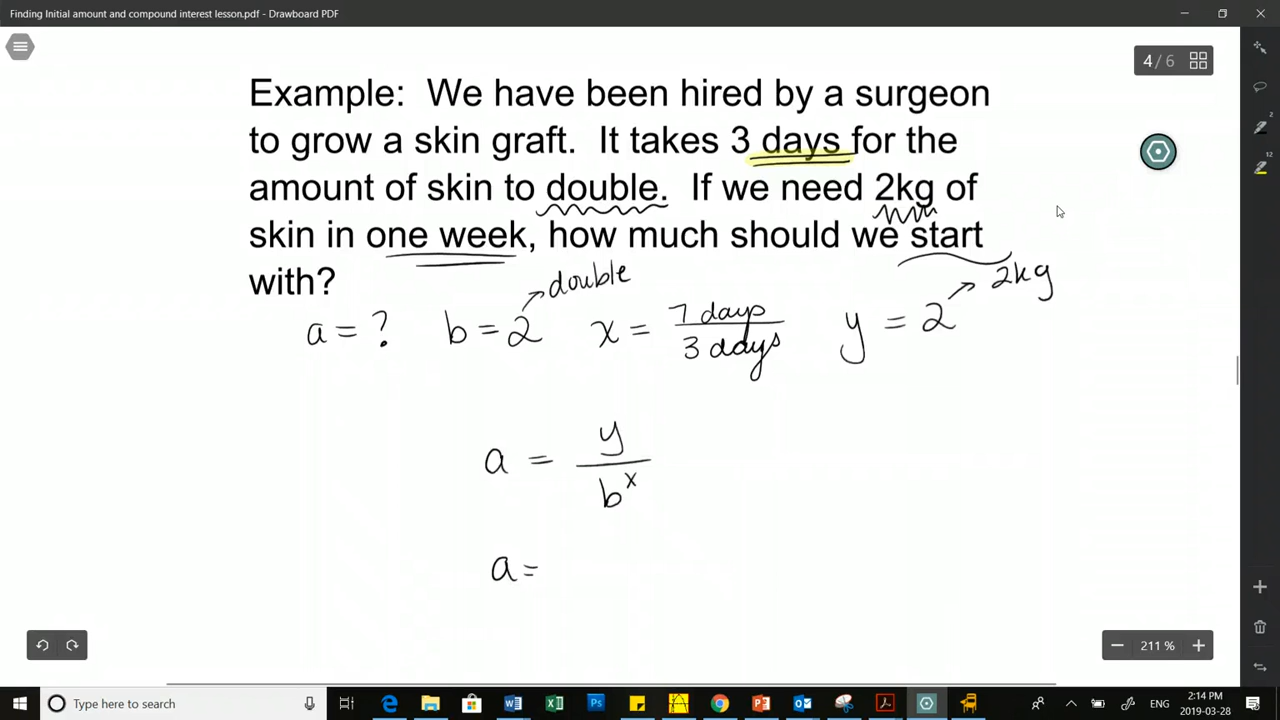 Finding Initial amount and compound interest lesson.pdf - Drawboard PDF
4 / 6
Example: We have been hired by a surgeon
to grow a skin graft. It takes 3 days for the
amount of skin to double. If we need 2kg of
skin in one week, how much should we start
with?
double
2kg
a = ? b = 2 x = 7 days / 3 days y = 2
a = y / b^x
a =
211 %
Type here to search
ENG
2:14 PM
2019-03-28